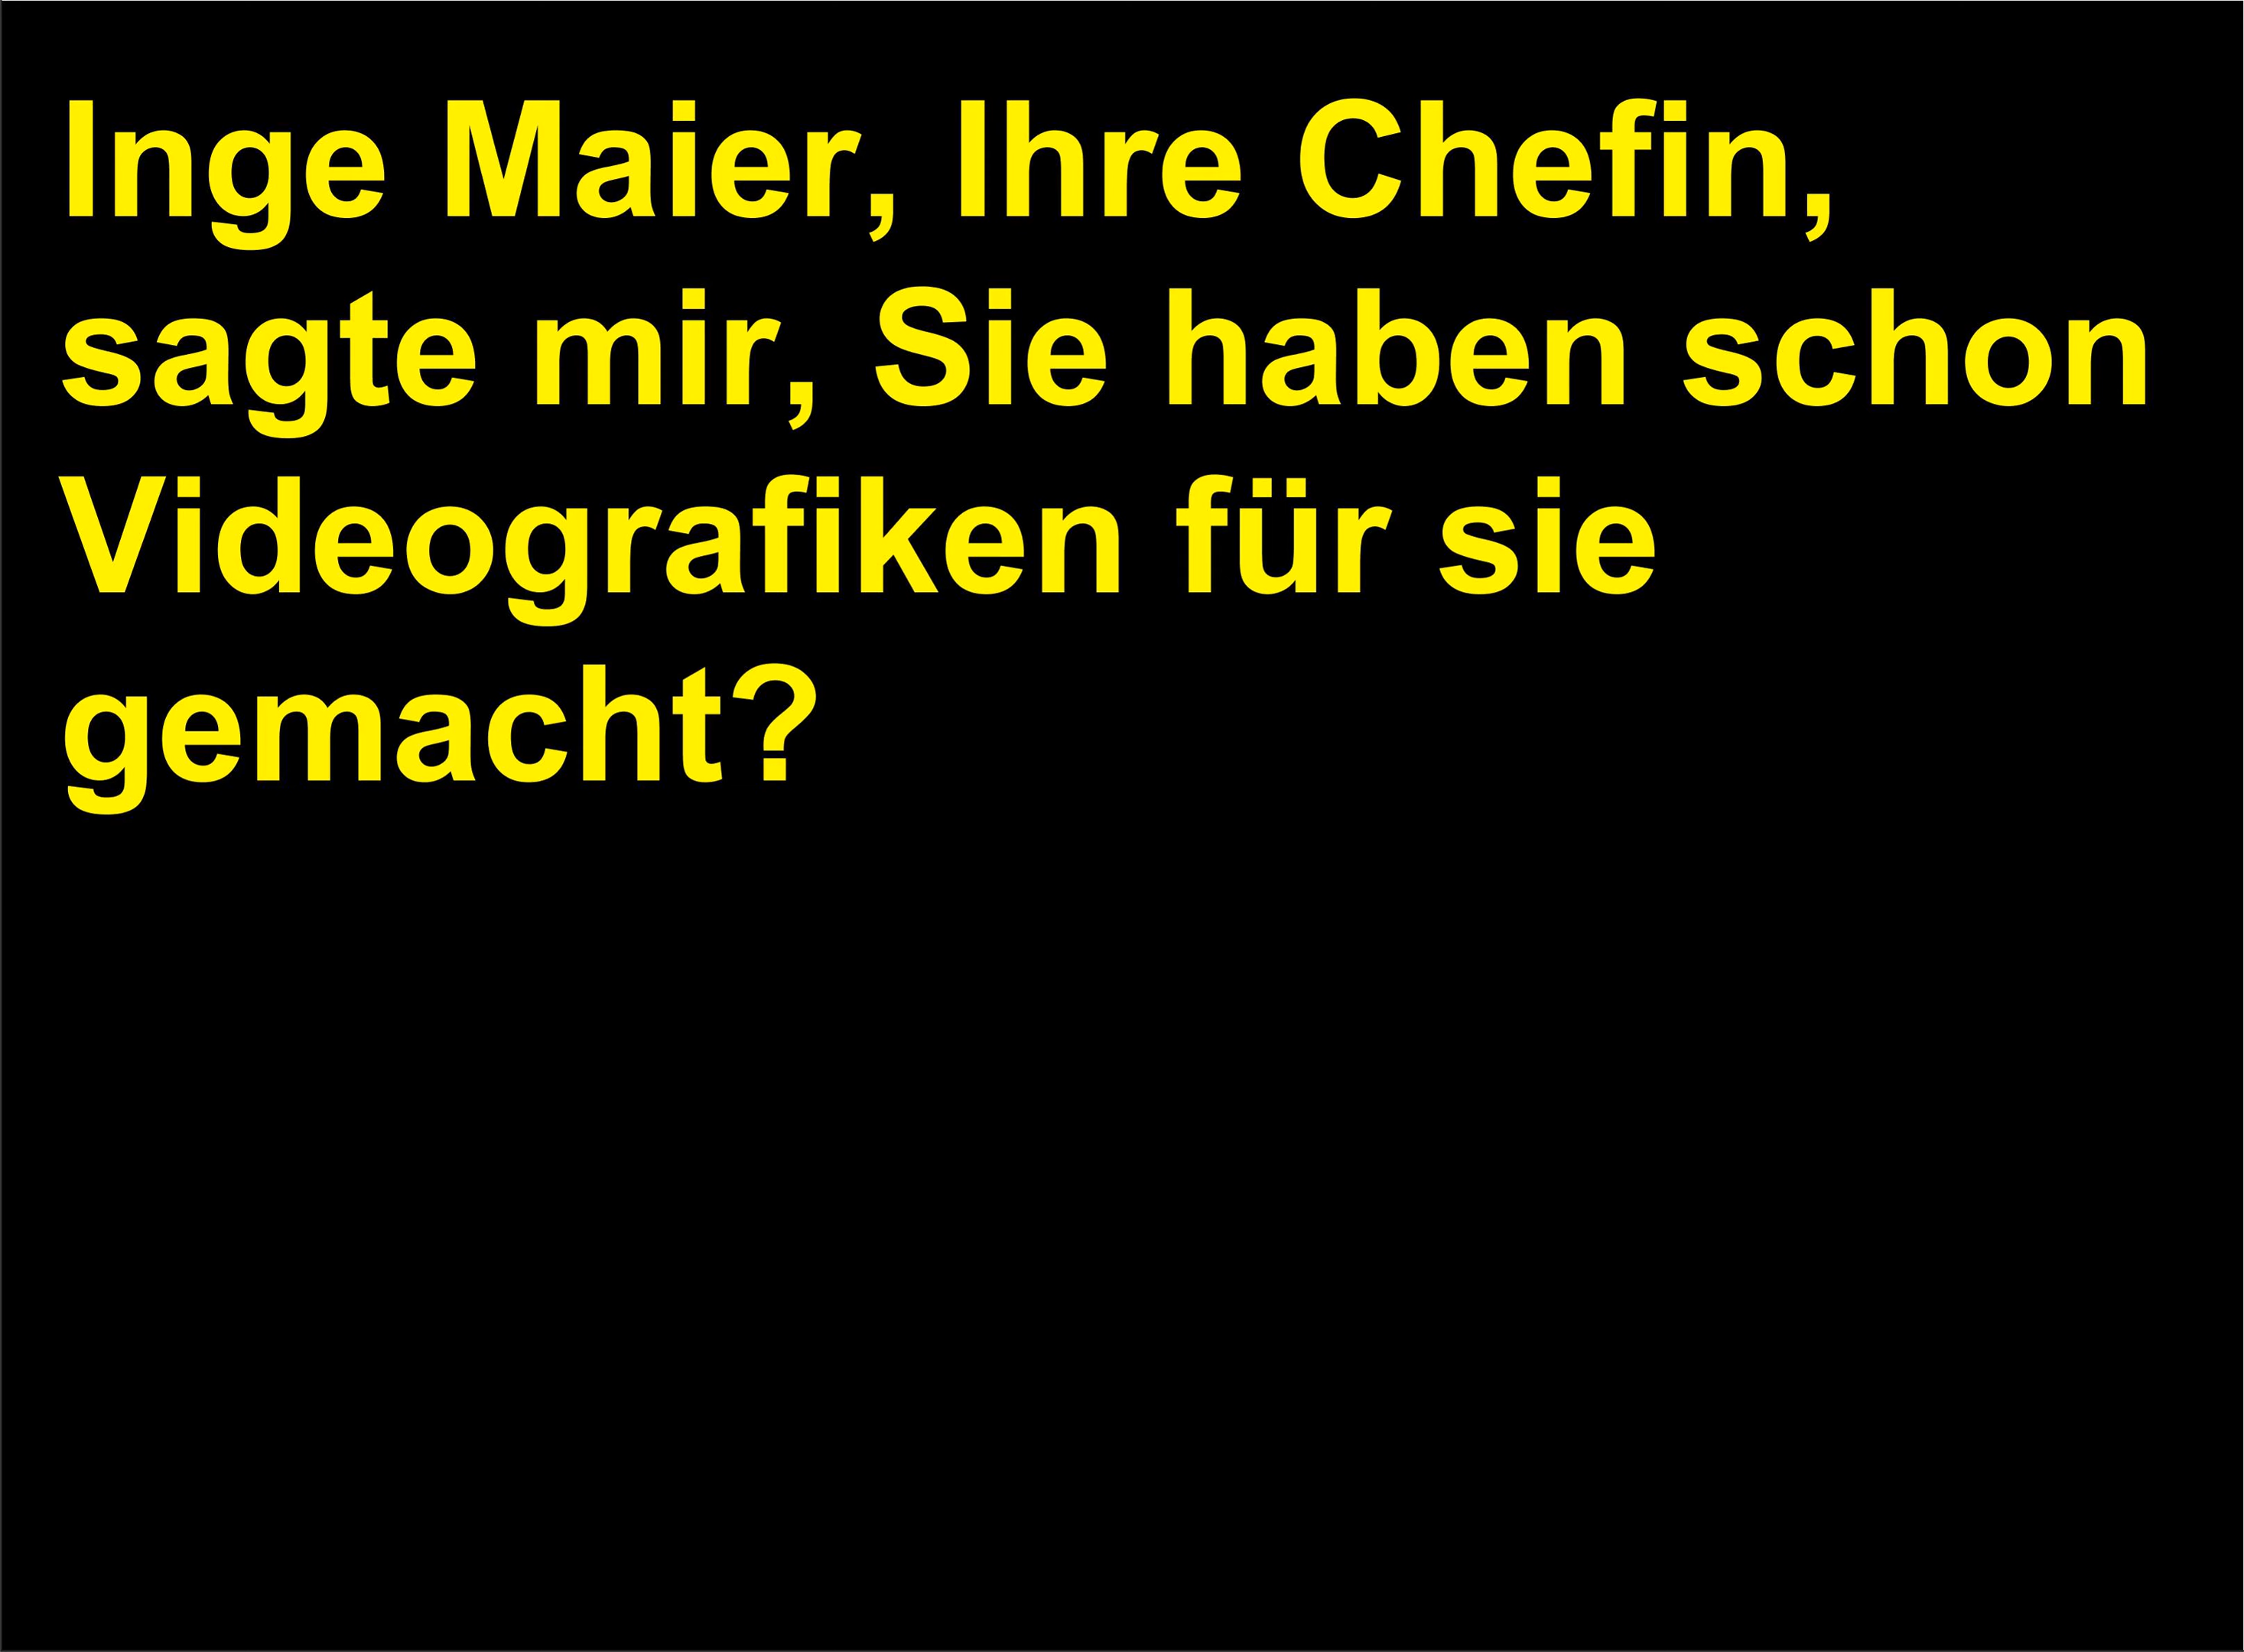 Inge Maier, Ihre Chefin,
sagte mir, Sie haben schon
Videografiken für sie
gemacht?